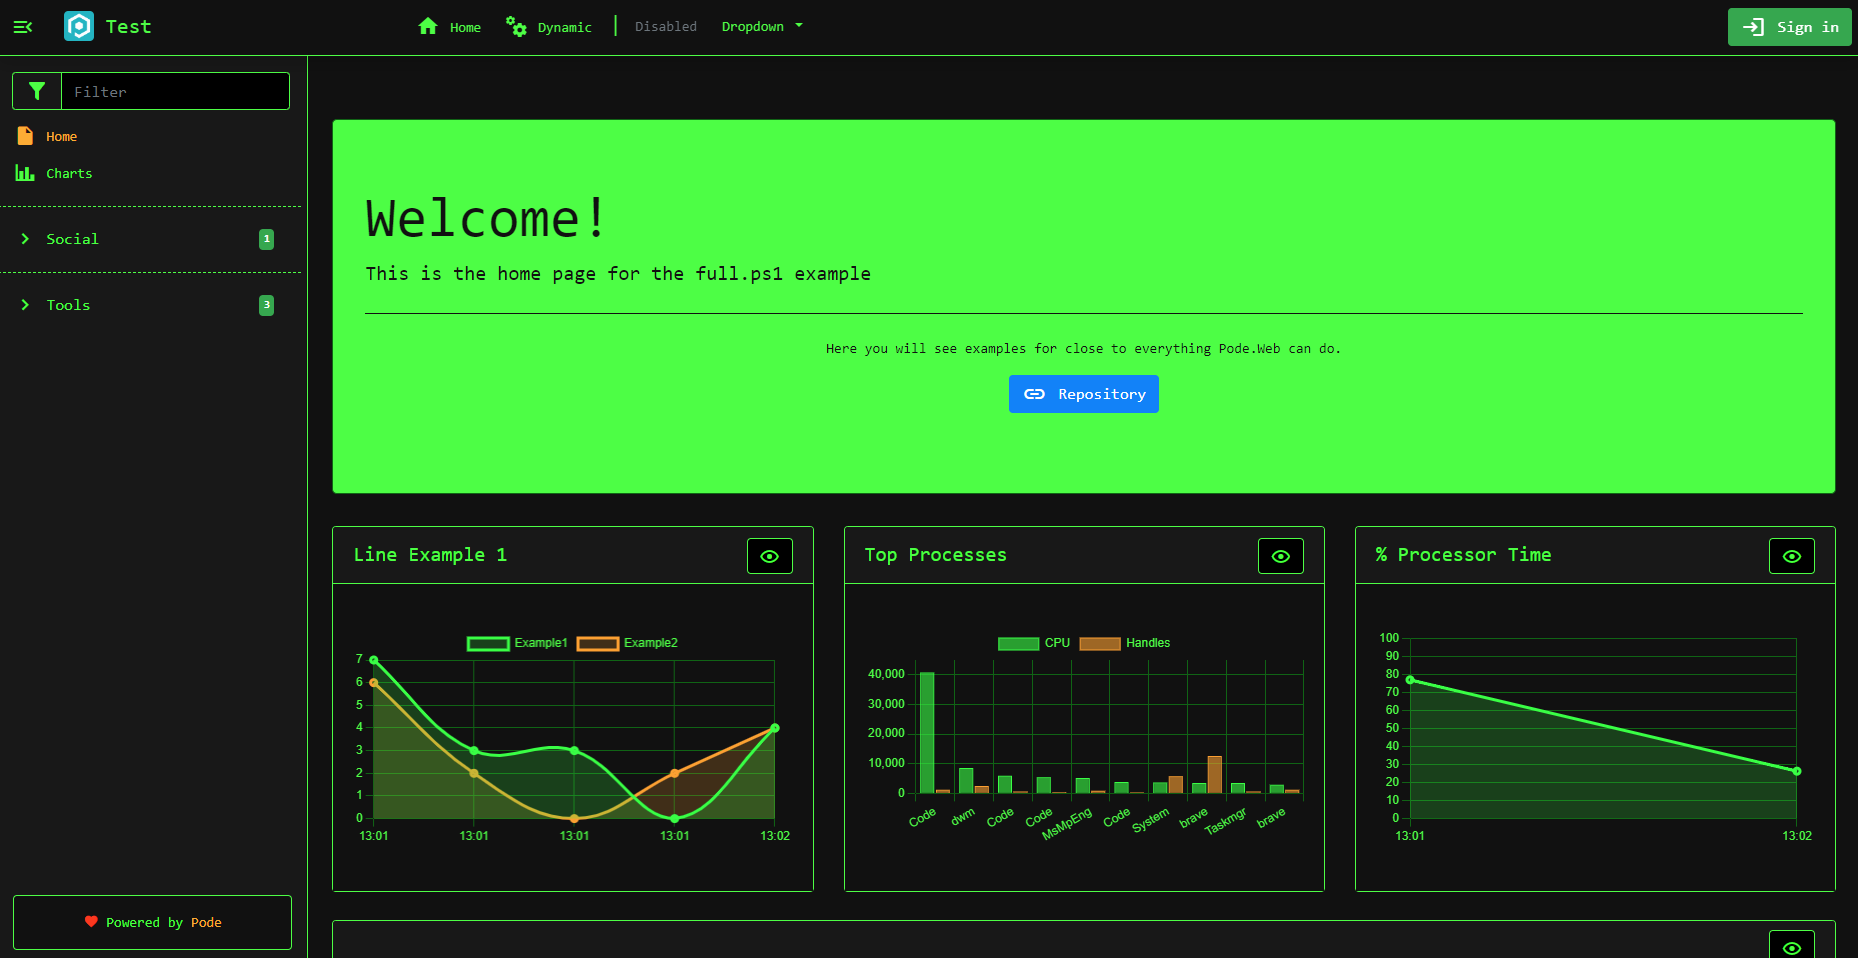 Test
Home
Dynamic
Disabled
Dropdown
Sign in
Filter
Home
Charts
Social
1
Tools
3
Powered by Pode
Welcome!
This is the home page for the full.ps1 example
Here you will see examples for close to everything Pode.Web can do.
Repository
Line Example 1
Example1 Example2
7
6
5
4
3
2
1
0
13:01 13:01 13:01 13:01 13:02
Top Processes
CPU Handles
40,000
30,000
20,000
10,000
0
Code dwm Code Code MsMpEng Code System brave Taskmgr brave
% Processor Time
100
90
80
70
60
50
40
30
20
10
0
13:01 13:02